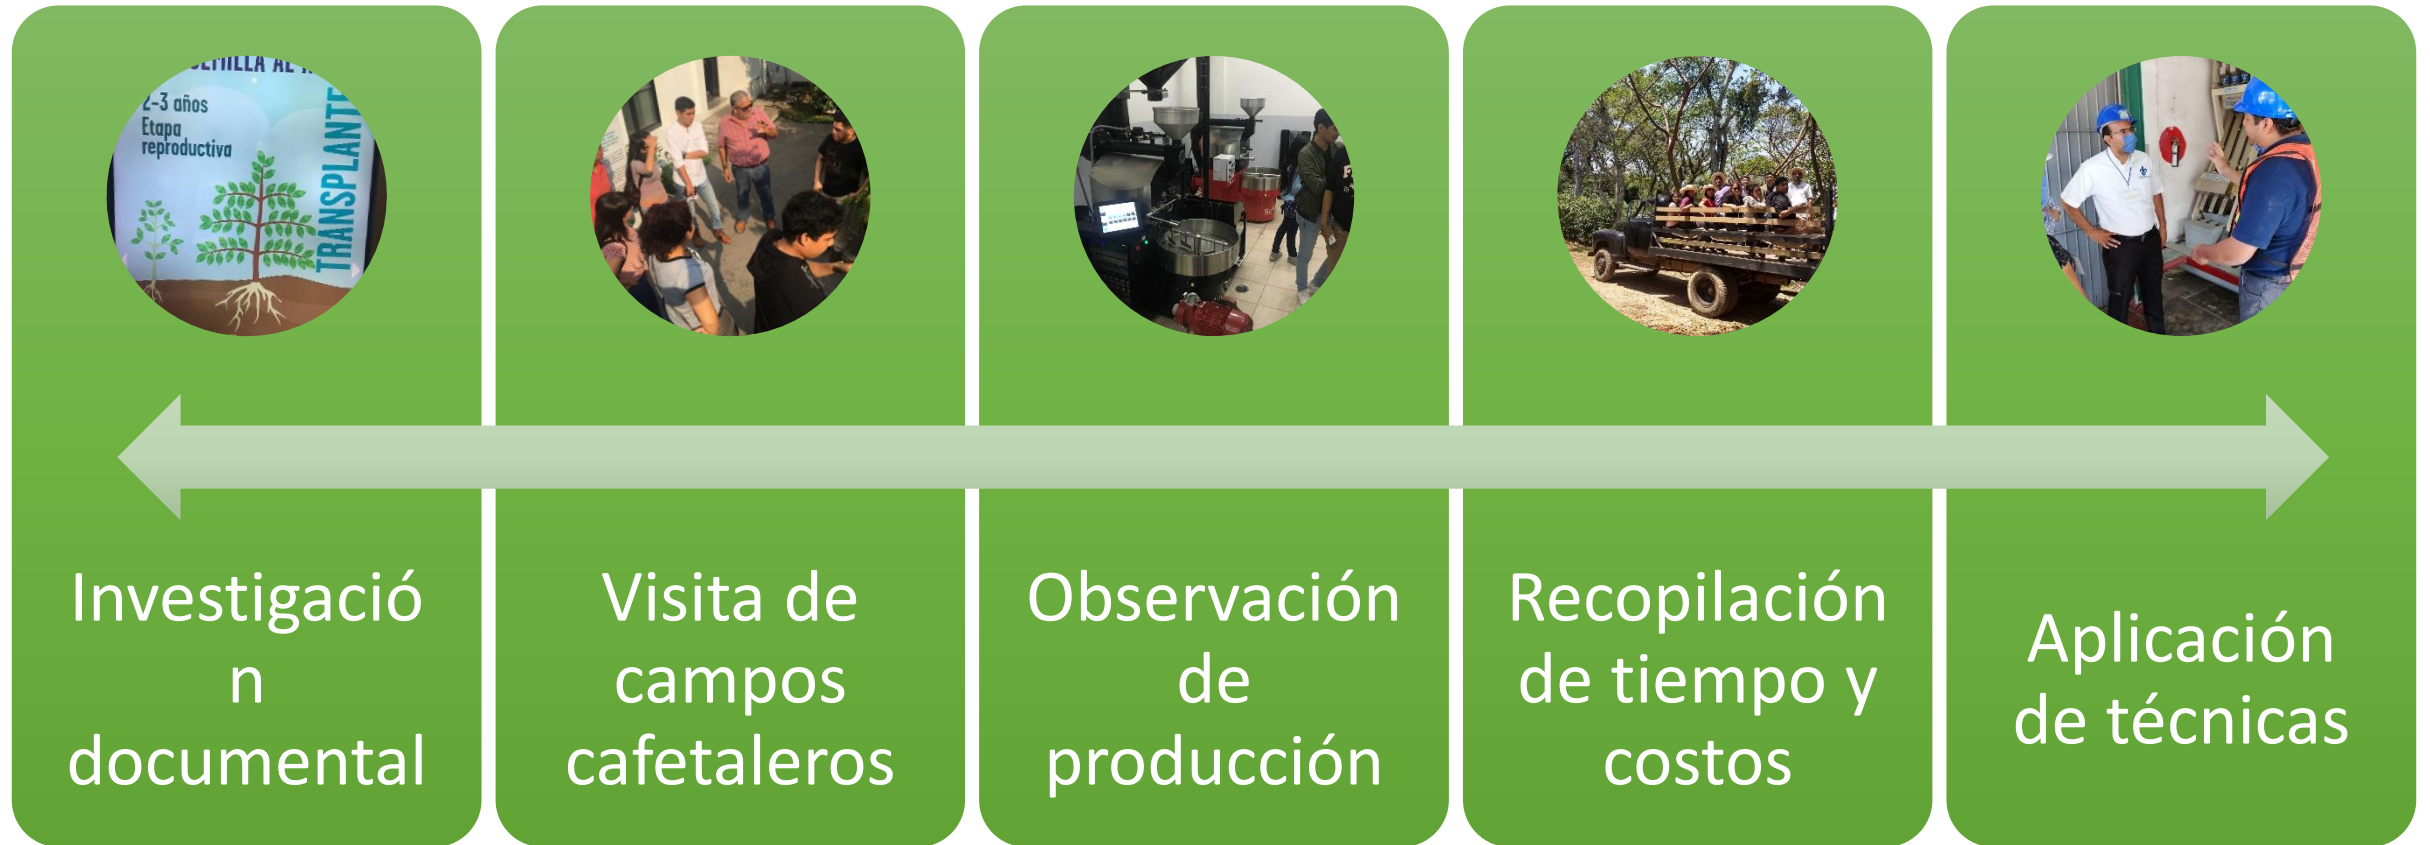 2-3 años
Etapa
reproductiva
TRANSPLANTE
Investigació
n
documental
Visita de
campos
cafetaleros
Observación
de
producción
Recopilación
de tiempo y
costos
Aplicación
de técnicas